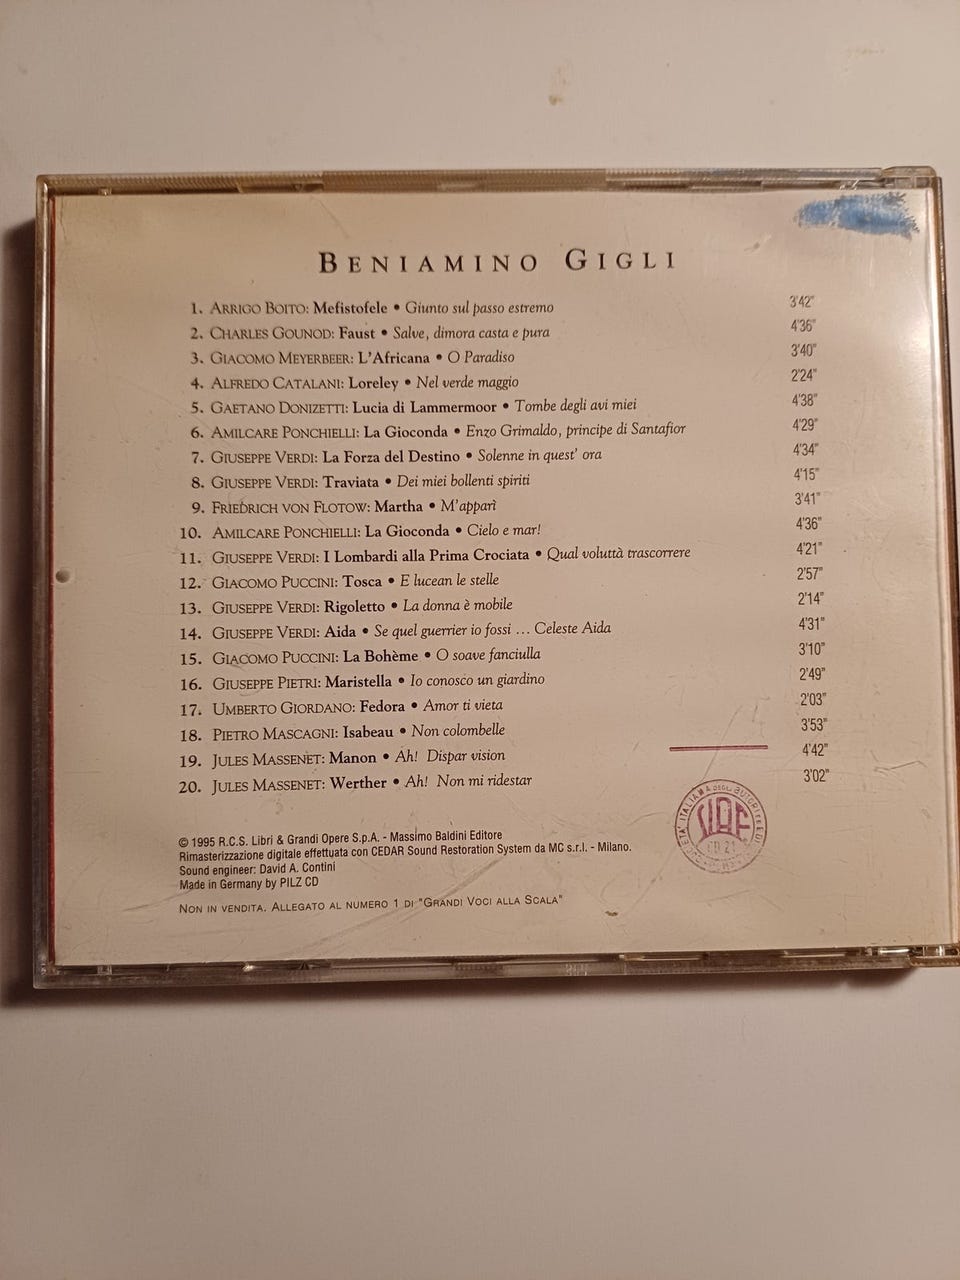 BENIAMINO GIGLI
1. ARRIGO BOITO: Mefistofele • Giunto sul passo estremo 3'42"
2. CHARLES GOUNOD: Faust • Salve, dimora casta e pura 4'36"
3. GIACOMO MEYERBEER: L'Africana • O Paradiso 3'40"
4. ALFREDO CATALANI: Loreley • Nel verde maggio 2'24"
5. GAETANO DONIZETTI: Lucia di Lammermoor • Tombe degli avi miei 4'38"
6. AMILCARE PONCHIELLI: La Gioconda • Enzo Grimaldo, principe di Santafior 4'29"
7. GIUSEPPE VERDI: La Forza del Destino • Solenne in quest' ora 4'34"
8. GIUSEPPE VERDI: Traviata • Dei miei bollenti spiriti 4'15"
9. FRIEDRICH VON FLOTOW: Martha • M'apparì 3'41"
10. AMILCARE PONCHIELLI: La Gioconda • Cielo e mar! 4'36"
11. GIUSEPPE VERDI: I Lombardi alla Prima Crociata • Qual voluttà trascorrere 4'21"
12. GIACOMO PUCCINI: Tosca • E lucean le stelle 2'57"
13. GIUSEPPE VERDI: Rigoletto • La donna è mobile 2'14"
14. GIUSEPPE VERDI: Aida • Se quel guerrier io fossi ... Celeste Aida 4'31"
15. GIACOMO PUCCINI: La Bohème • O soave fanciulla 3'10"
16. GIUSEPPE PIETRI: Maristella • Io conosco un giardino 2'49"
17. UMBERTO GIORDANO: Fedora • Amor ti vieta 2'03"
18. PIETRO MASCAGNI: Isabeau • Non colombelle 3'53"
19. JULES MASSENET: Manon • Ah! Dispar vision 4'42"
20. JULES MASSENET: Werther • Ah! Non mi ridestar 3'02"
© 1995 R.C.S. Libri & Grandi Opere S.p.A. - Massimo Baldini Editore
Rimasterizzazione digitale effettuata con CEDAR Sound Restoration System da MC s.r.l. - Milano.
Sound engineer: David A. Contini
Made in Germany by PILZ CD
NON IN VENDITA. ALLEGATO AL NUMERO 1 DI "GRANDI VOCI ALLA SCALA"
SOCIETA' ITALIANA DEGLI AUTORI ED
SIAE